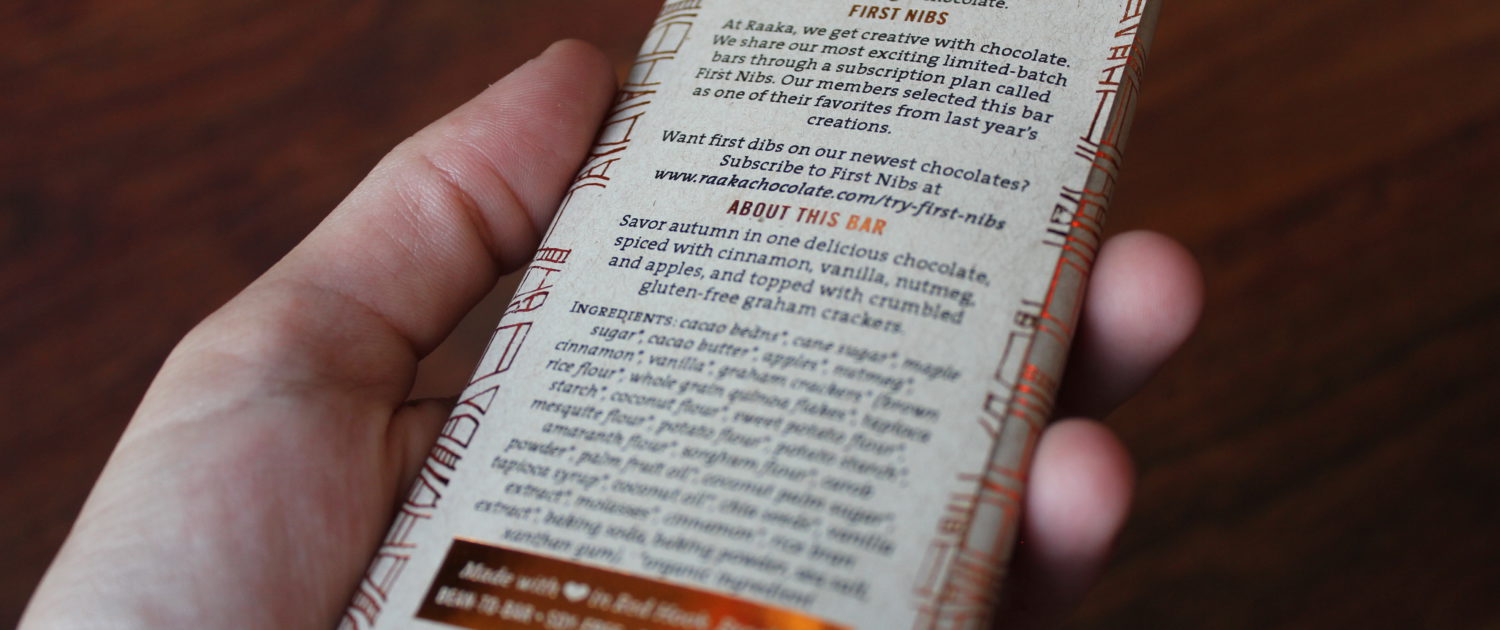 chocolate.
FIRST NIBS
At Raaka, we get creative with chocolate.
We share our most exciting limited-batch
bars through a subscription plan called
First Nibs. Our members selected this bar
as one of their favorites from last year's
creations.
Want first dibs on our newest chocolates?
Subscribe to First Nibs at
www.raakachocolate.com/try-first-nibs
ABOUT THIS BAR
Savor autumn in one delicious chocolate,
spiced with cinnamon, vanilla, nutmeg,
and apples, and topped with crumbled
gluten-free graham crackers.
INGREDIENTS: cacao beans*, cane sugar*, maple
sugar*, cacao butter*, apples*, nutmeg*,
cinnamon*, vanilla*, graham crackers* (brown
rice flour*, whole grain quinoa flakes*, tapioca
starch*, coconut flour*, sweet potato flour*,
mesquite flour*, potato flour*, potato starch*,
amaranth flour*, sorghum flour*, carob
powder*, palm fruit oil*, coconut palm sugar*,
tapioca syrup*, coconut oil*, chia seeds*, vanilla
extract*, molasses*, cinnamon*, rice bran
extract*, baking soda, baking powder, sea salt,
xanthan gum). *organic ingredient
Made with ♥ in Red Hook,
BEAN-TO-BAR • SOY FREE